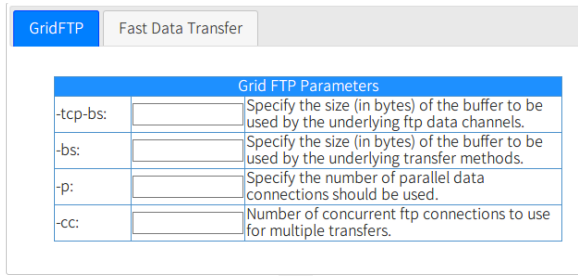 GridFTP
Fast Data Transfer
Grid FTP Parameters
-tcp-bs:
Specify the size (in bytes) of the buffer to be
used by the underlying ftp data channels.
-bs:
Specify the size (in bytes) of the buffer to be
used by the underlying transfer methods.
-p:
Specify the number of parallel data
connections should be used.
-cc:
Number of concurrent ftp connections to use
for multiple transfers.